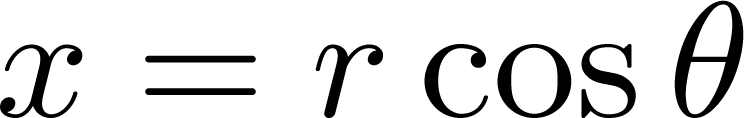 x = r cos θ